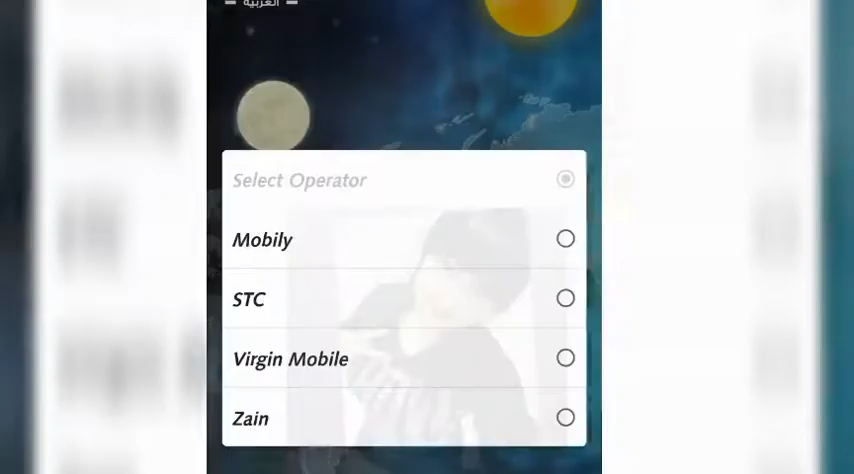 العربية
Select Operator
Mobily
STC
Virgin Mobile
Zain